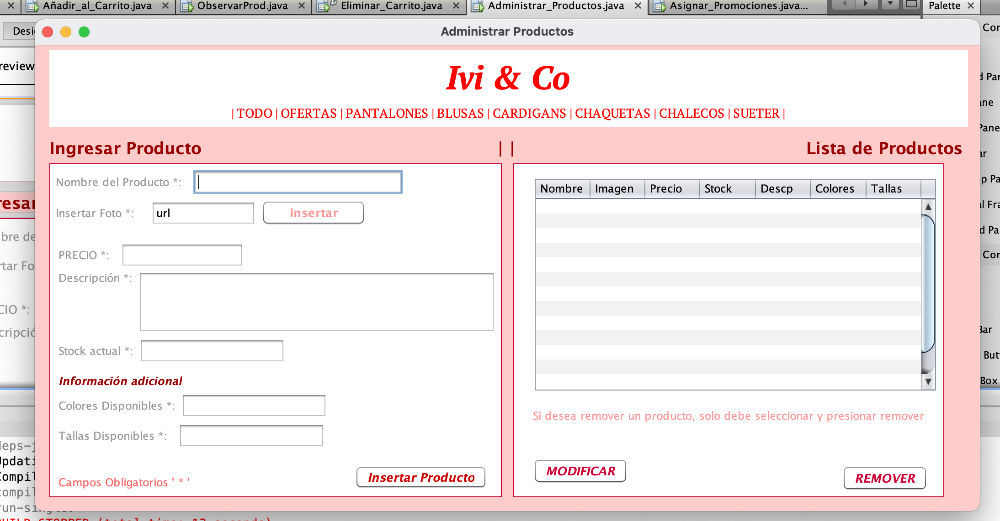 Añadir_al_Carrito.java
ObservarProd.java
Eliminar_Carrito.java
Administrar_Productos.java
Asignar_Promociones.java...
Palette
Administrar Productos
Ivi & Co
| TODO | OFERTAS | PANTALONES | BLUSAS | CARDIGANS | CHAQUETAS | CHALECOS | SUETER |
Ingresar Producto
| |
Lista de Productos
Nombre del Producto *:
Insertar Foto *:
url
Insertar
PRECIO *:
Descripción *:
Stock actual *:
Información adicional
Colores Disponibles *:
Tallas Disponibles *:
Campos Obligatorios ' * '
Insertar Producto
Nombre Imagen Precio Stock Descp Colores Tallas
Si desea remover un producto, solo debe seleccionar y presionar remover
MODIFICAR
REMOVER
Box